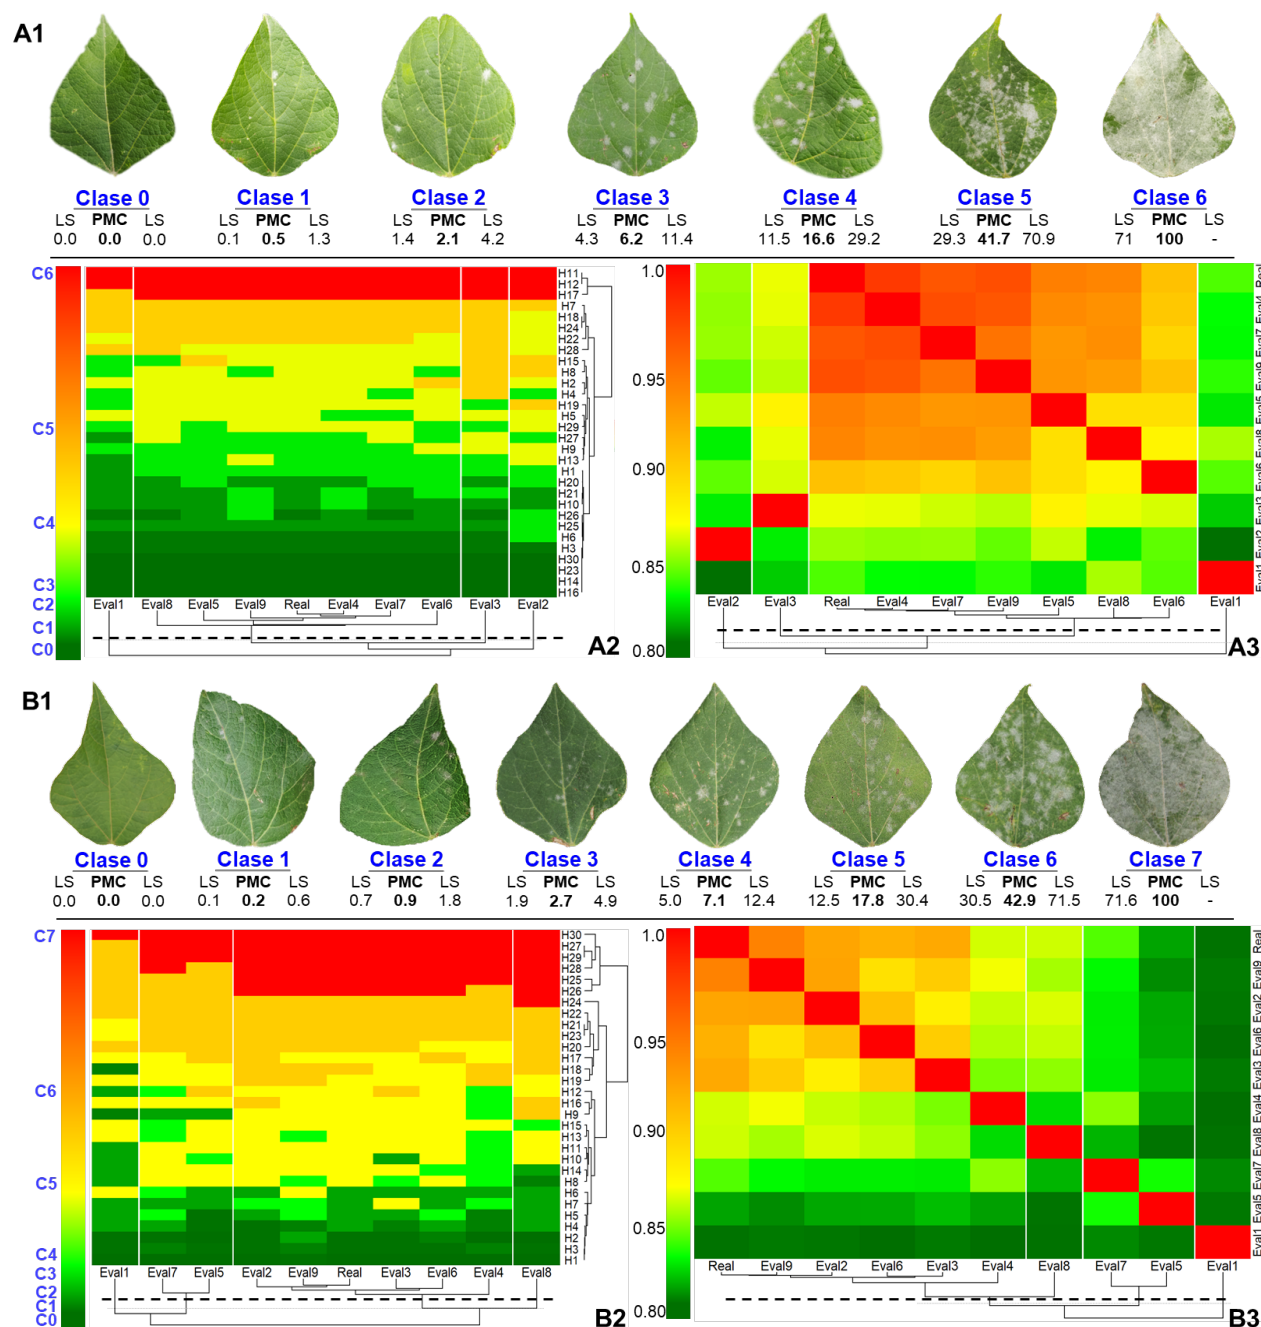 A1
Clase 0 Clase 1 Clase 2 Clase 3 Clase 4 Clase 5 Clase 6
LS PMC LS LS PMC LS LS PMC LS LS PMC LS LS PMC LS LS PMC LS LS PMC LS
0.0 0.0 0.0 0.1 0.5 1.3 1.4 2.1 4.2 4.3 6.2 11.4 11.5 16.6 29.2 29.3 41.7 70.9 71 100 -
C6
C5
C4
C3
C2
C1
C0
H11
H12
H17
H7
H18
H24
H22
H28
H15
H8
H2
H4
H19
H5
H29
H27
H9
H13
H1
H20
H21
H10
H26
H25
H6
H3
H30
H23
H14
H16
Eval1 Eval8 Eval5 Eval9 Real Eval4 Eval7 Eval6 Eval3 Eval2
A2
1.0
0.95
0.90
0.85
0.80
Real
Eval4
Eval7
Eval9
Eval5
Eval8
Eval6
Eval3
Eval2
Eval1
Eval2 Eval3 Real Eval4 Eval7 Eval9 Eval5 Eval8 Eval6 Eval1
A3
B1
Clase 0 Clase 1 Clase 2 Clase 3 Clase 4 Clase 5 Clase 6 Clase 7
LS PMC LS LS PMC LS LS PMC LS LS PMC LS LS PMC LS LS PMC LS LS PMC LS LS PMC LS
0.0 0.0 0.0 0.1 0.2 0.6 0.7 0.9 1.8 1.9 2.7 4.9 5.0 7.1 12.4 12.5 17.8 30.4 30.5 42.9 71.5 71.6 100 -
C7
C6
C5
C4
C3
C2
C1
C0
H30
H27
H29
H28
H25
H26
H24
H22
H21
H23
H20
H17
H18
H19
H12
H16
H9
H15
H13
H11
H10
H14
H8
H6
H7
H5
H4
H2
H3
H1
Eval1 Eval7 Eval5 Eval2 Eval9 Real Eval3 Eval6 Eval4 Eval8
B2
1.0
0.95
0.90
0.85
0.80
Real
Eval9
Eval2
Eval6
Eval3
Eval4
Eval8
Eval7
Eval5
Eval1
Real Eval9 Eval2 Eval6 Eval3 Eval4 Eval8 Eval7 Eval5 Eval1
B3